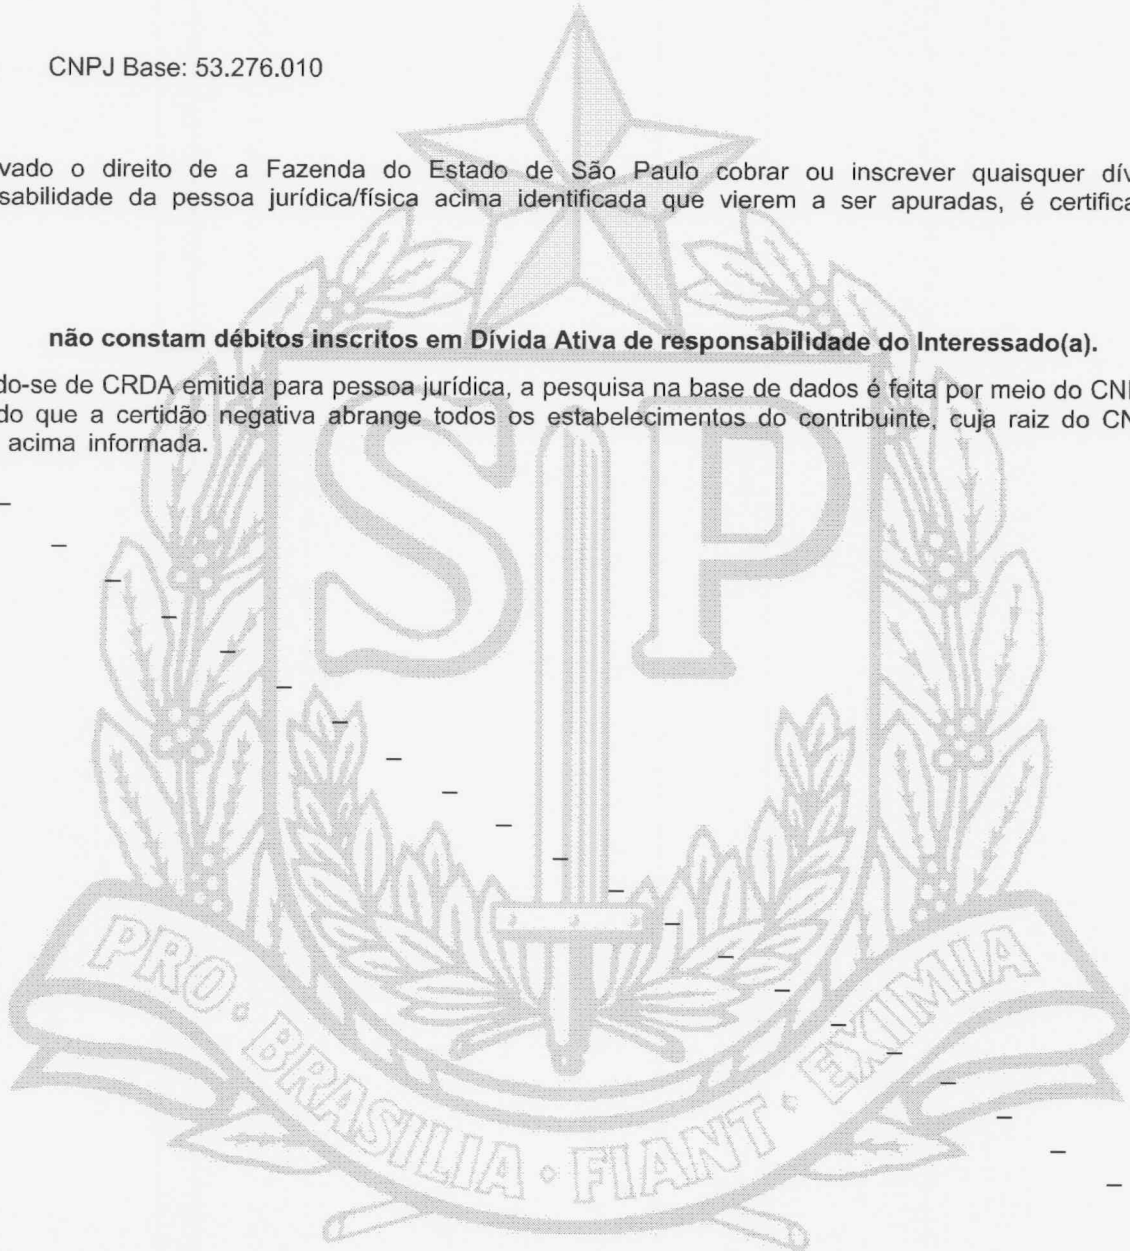 CNPJ Base: 53.276.010
vado o direito de a Fazenda do Estado de São Paulo cobrar ou inscrever quaisquer dív
sabilidade da pessoa jurídica/física acima identificada que vierem a ser apuradas, é certifica
não constam débitos inscritos em Dívida Ativa de responsabilidade do Interessado(a).
do-se de CRDA emitida para pessoa jurídica, a pesquisa na base de dados é feita por meio do CN
do que a certidão negativa abrange todos os estabelecimentos do contribuinte, cuja raiz do CN
acima informada.
SP
PRO · BRASILIA · FIANT · EXIMIA